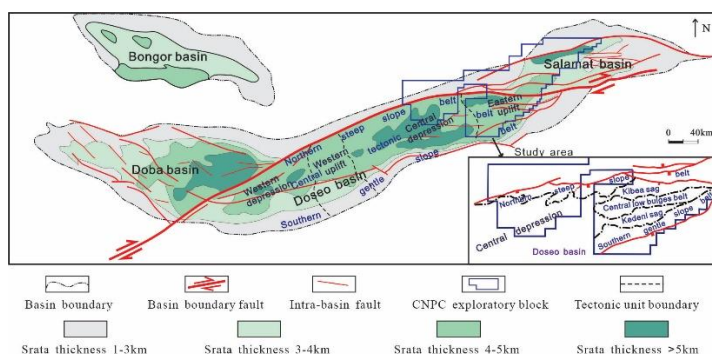 N
Bongor basin
Salamat basin
Northern steep slope belt
Eastern uplift
belt
Central depression
tectonic belt
Western uplift
Central
Western depression
Doba basin
Doseo basin
Southern gentle slope
0 40km
Study area
Northern steep slope belt
Kibea sag
Central low bulges belt
Kedeni sag
Southern gentle slope belt
Central depression
Doseo basin
Basin boundary
Basin boundary fault
Intra-basin fault
CNPC exploratory block
Tectonic unit boundary
Srata thickness 1-3km
Srata thickness 3-4km
Srata thickness 4-5km
Srata thickness >5km